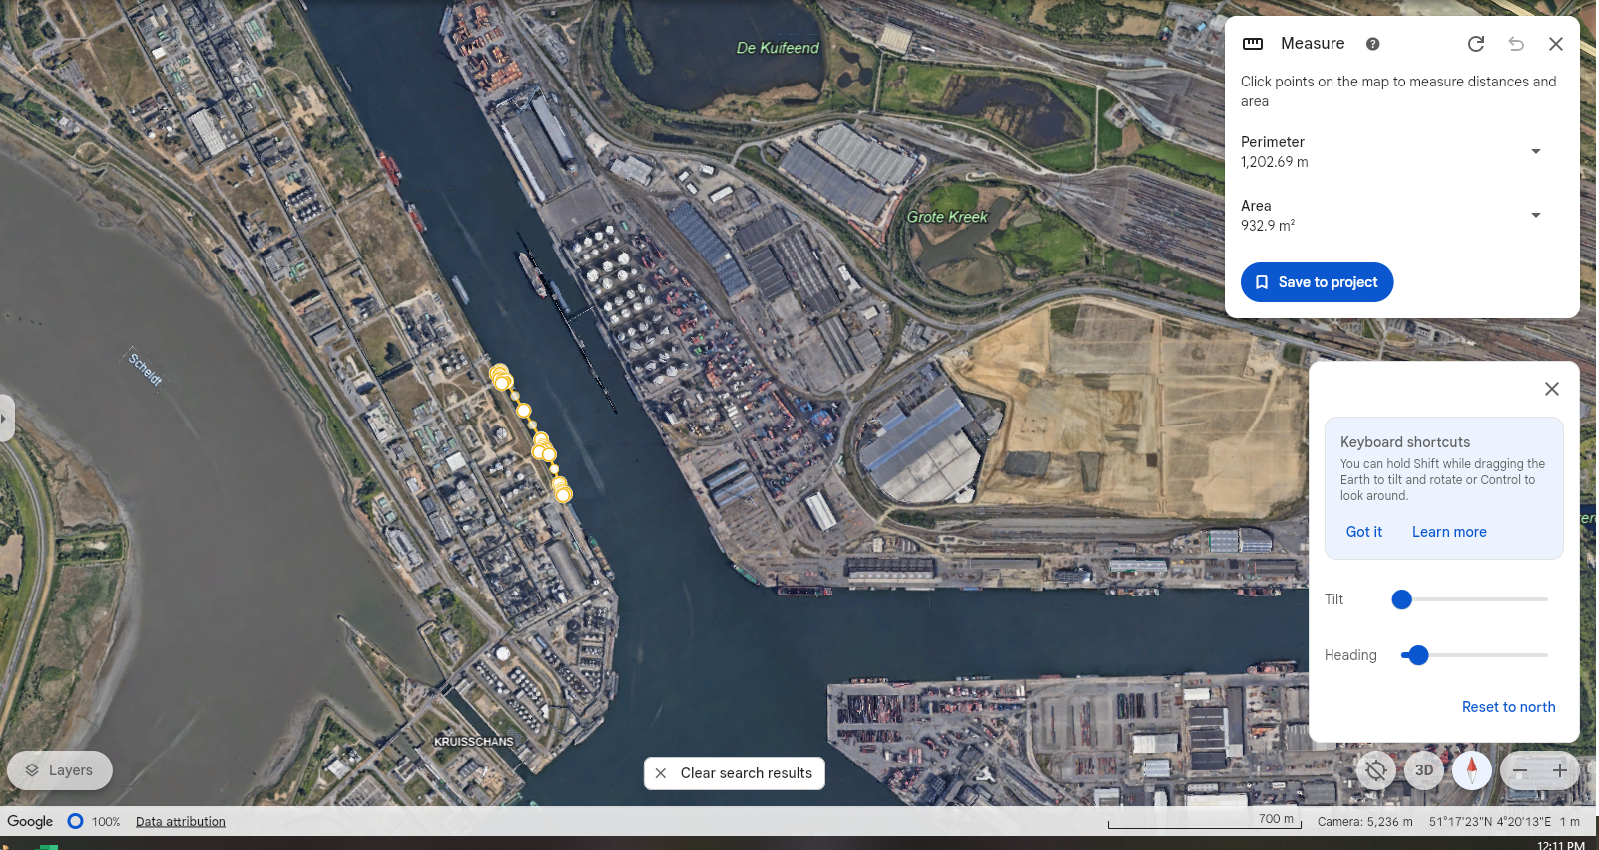 De Kuifeend
Measure
Click points on the map to measure distances and
area
Perimeter
1,202.69 m
Area
932.9 m²
Grote Kreek
Save to project
Scheldt
Keyboard shortcuts
You can hold Shift while dragging the
Earth to tilt and rotate or Control to
look around.
Got it
Learn more
Tilt
Heading
Reset to north
KRUISSCHANS
Layers
Clear search results
3D
Google
100%
Data attribution
700 m
Camera: 5,236 m
51°17'23"N 4°20'13"E
1 m
12:11 PM